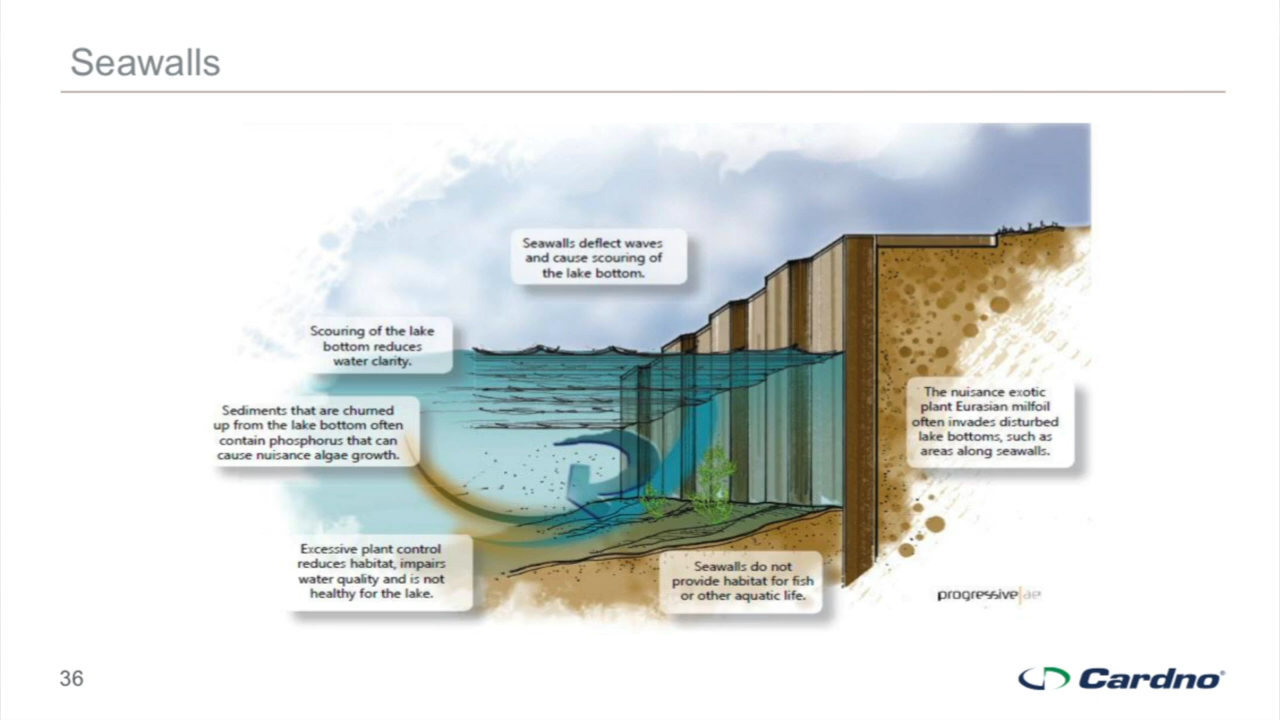 Seawalls
Seawalls deflect waves
and cause scouring of
the lake bottom.
Scouring of the lake
bottom reduces
water clarity.
Sediments that are churned
up from the lake bottom often
contain phosphorus that can
cause nuisance algae growth.
The nuisance exotic
plant Eurasian milfoil
often invades disturbed
lake bottoms, such as
areas along seawalls.
Excessive plant control
reduces habitat, impairs
water quality and is not
healthy for the lake.
Seawalls do not
provide habitat for fish
or other aquatic life.
progressive|ae
36
Cardno®